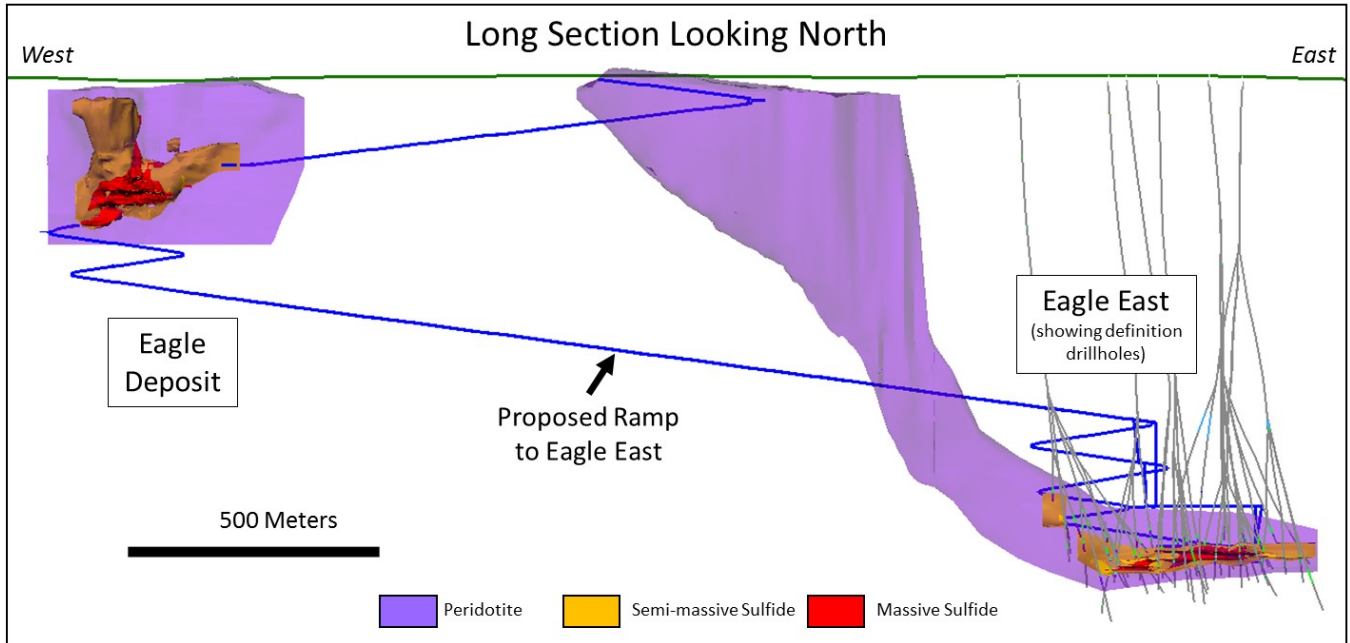 Long Section Looking North
West
East
Eagle
Deposit
Eagle East
(showing definition
drillholes)
Proposed Ramp
to Eagle East
500 Meters
Peridotite
Semi-massive Sulfide
Massive Sulfide